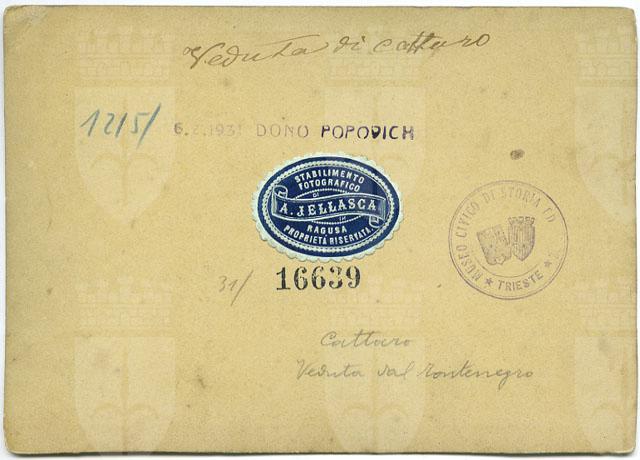 Veduta di cattaro
1215/
6.2.1931 DONO POPOVICH
STABILIMENTO
FOTOGRAFICO
DI
A. JELLASCA
IN
RAGUSA
PROPRIETÀ RISERVATA.
MUSEO CIVICO DI STORIA ED
★ TRIESTE ★
31/
16639
Cattaro
Veduta dal Montenegro